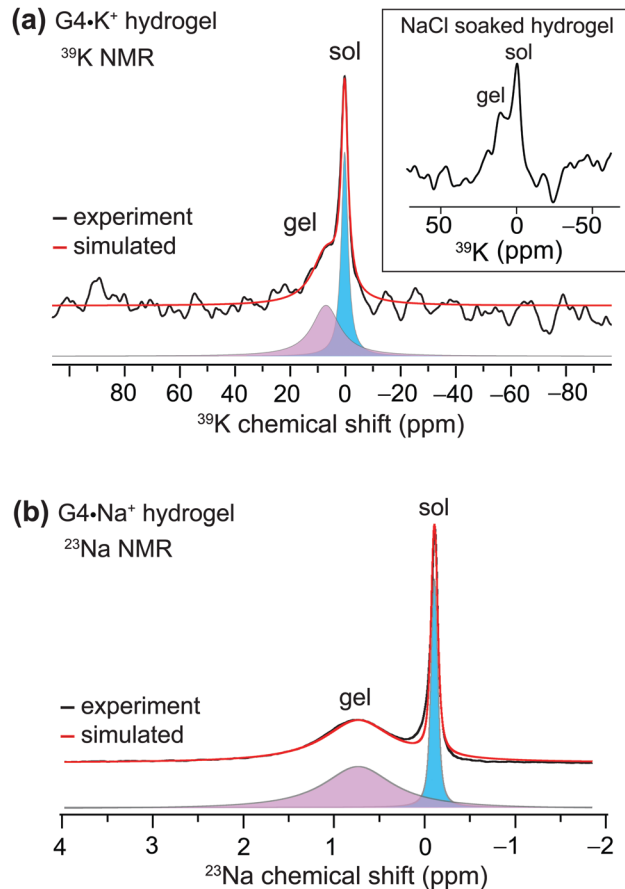 (a) G4•K⁺ hydrogel
³⁹K NMR
sol
gel
– experiment
– simulated
NaCl soaked hydrogel
sol
gel
50 0 –50
³⁹K (ppm)
80 60 40 20 0 –20 –40 –60 –80
³⁹K chemical shift (ppm)
(b) G4•Na⁺ hydrogel
²³Na NMR
sol
gel
– experiment
– simulated
4 3 2 1 0 –1 –2
²³Na chemical shift (ppm)